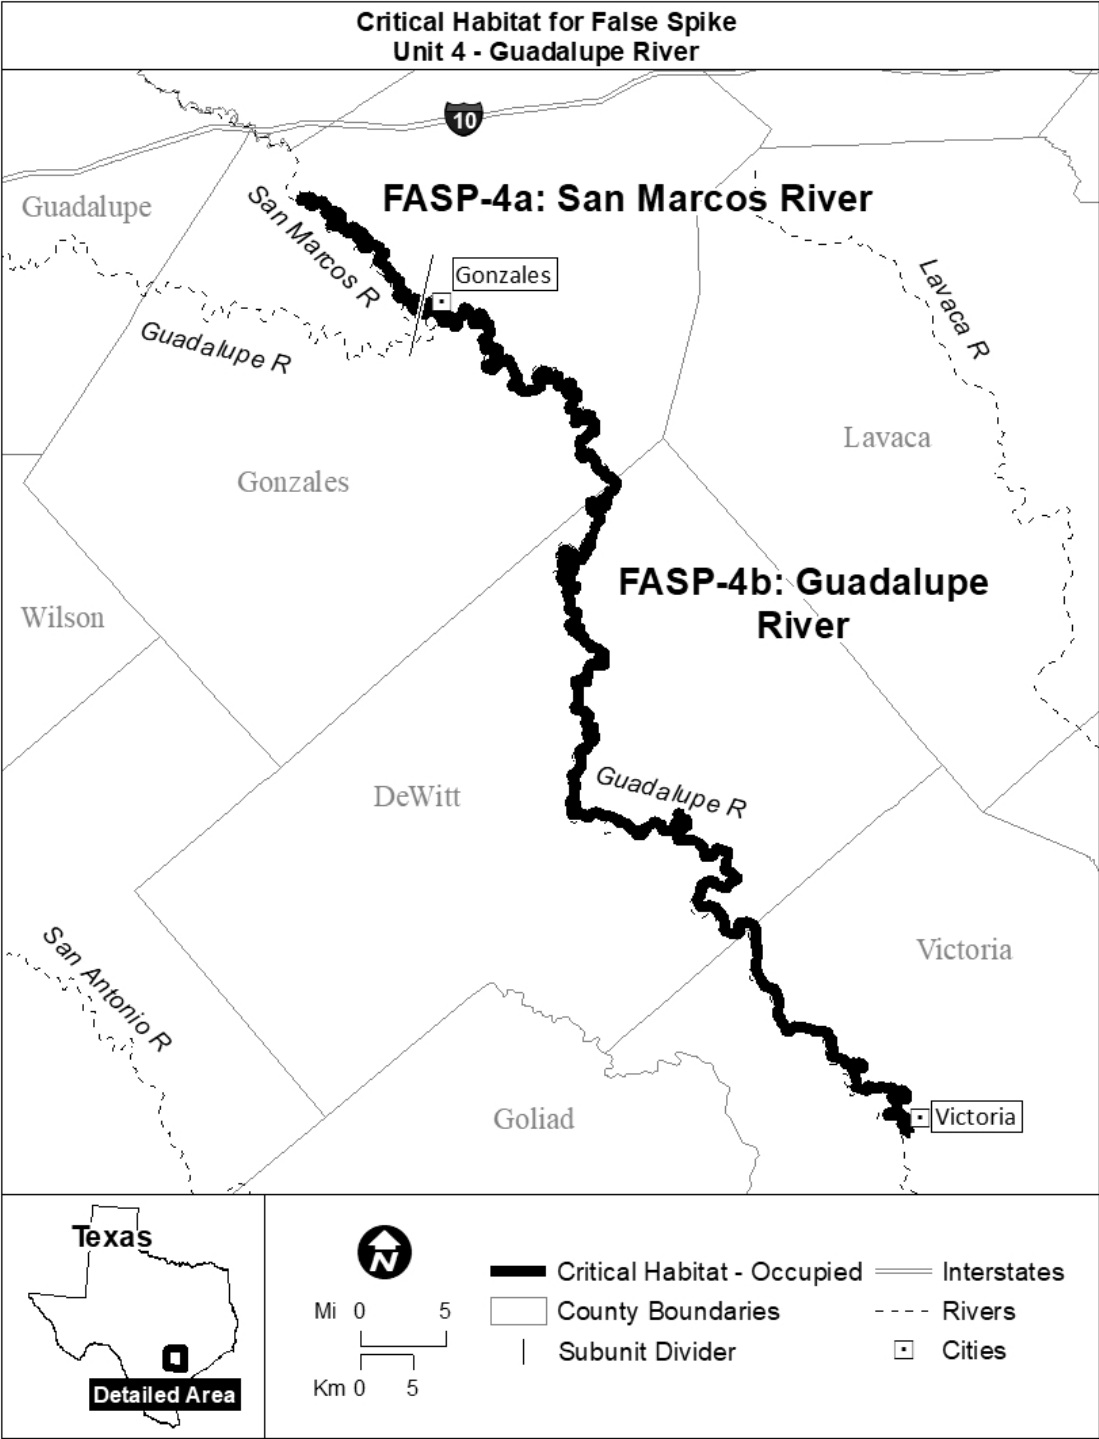 Critical Habitat for False Spike
Unit 4 - Guadalupe River
10
Guadalupe
FASP-4a: San Marcos River
San Marcos R
Gonzales
Lavaca R
Guadalupe R
Lavaca
Gonzales
FASP-4b: Guadalupe
River
Wilson
Guadalupe R
DeWitt
Victoria
San Antonio R
Goliad
Victoria
Texas
Detailed Area
N
Mi 0 5
Km 0 5
Critical Habitat - Occupied
County Boundaries
Subunit Divider
Interstates
Rivers
Cities